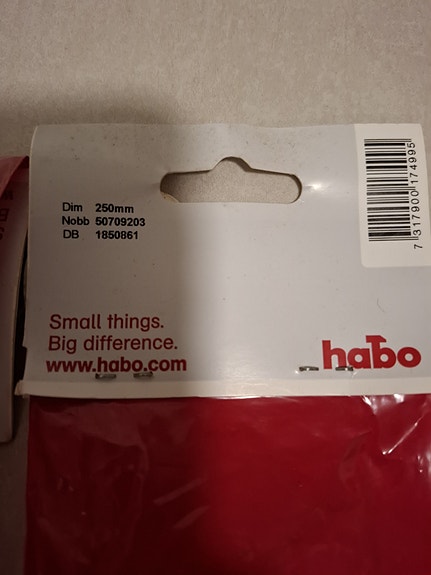 Dim 250mm
Nobb 50709203
DB 1850861
7 317900 174995
Small things.
Big difference.
www.habo.com
habo